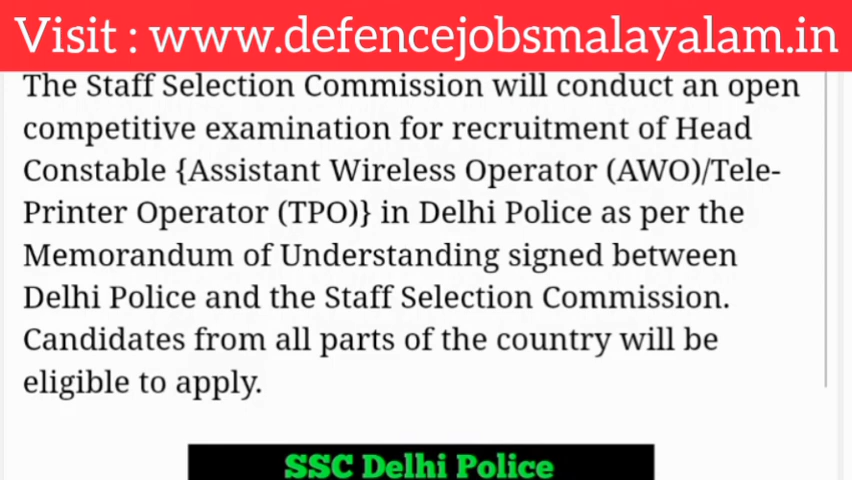 Visit : www.defencejobsmalayalam.in
The Staff Selection Commission will conduct an open
competitive examination for recruitment of Head
Constable {Assistant Wireless Operator (AWO)/Tele-
Printer Operator (TPO)} in Delhi Police as per the
Memorandum of Understanding signed between
Delhi Police and the Staff Selection Commission.
Candidates from all parts of the country will be
eligible to apply.
SSC Delhi Police